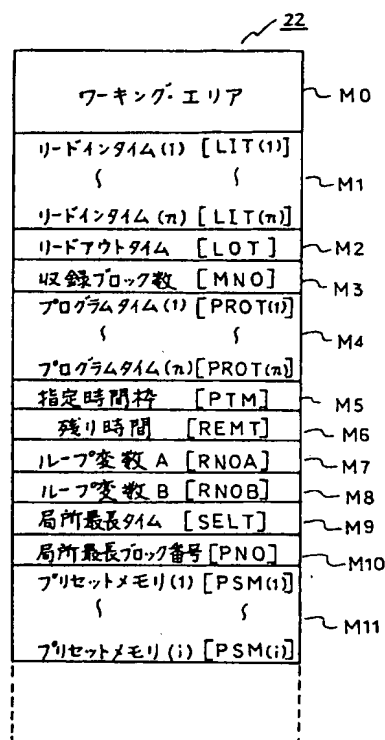 22
ワーキング・エリア
M0
リードインタイム(1) [LIT(1)]
∫ ∫
M1
リードインタイム(n) [LIT(n)]
リードアウトタイム [LOT]
M2
収録ブロック数 [MNO]
M3
プログラムタイム(1) [PROT(1)]
∫ ∫
M4
プログラムタイム(n) [PROT(n)]
指定時間枠 [PTM]
M5
残り時間 [REMT]
M6
ループ変数A [RNOA]
M7
ループ変数B [RNOB]
M8
局所最長タイム [SELT]
M9
局所最長ブロック番号 [PNO]
M10
プリセットメモリ(1) [PSM(1)]
∫ ∫
M11
プリセットメモリ(i) [PSM(i)]